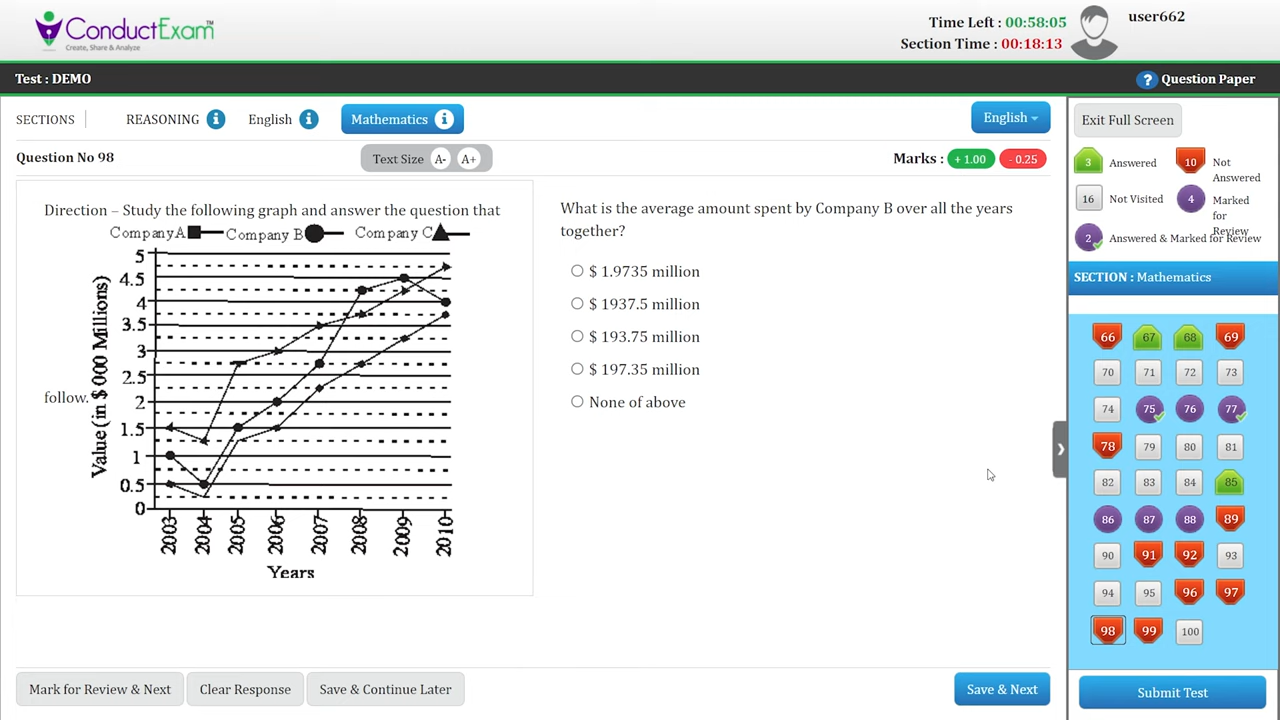 ConductExam™
Create, Share & Analyze
Time Left : 00:58:05
Section Time : 00:18:13
user662
Test : DEMO
? Question Paper
SECTIONS
REASONING i
English i
Mathematics i
English
Exit Full Screen
Question No 98
Text Size A- A+
Marks : + 1.00 - 0.25
3 Answered
10 Not Answered
16 Not Visited
4 Marked for Review
2 Answered & Marked for Review
SECTION : Mathematics
Direction – Study the following graph and answer the question that
Company A Company B Company C
Value (in $ 000 Millions)
5
4.5
4
3.5
3
2.5
2
1.5
1
0.5
0
2003 2004 2005 2006 2007 2008 2009 2010
Years
follow.
What is the average amount spent by Company B over all the years
together?
$ 1.9735 million
$ 1937.5 million
$ 193.75 million
$ 197.35 million
None of above
66 67 68 69
70 71 72 73
74 75 76 77
78 79 80 81
82 83 84 85
86 87 88 89
90 91 92 93
94 95 96 97
98 99 100
Mark for Review & Next
Clear Response
Save & Continue Later
Save & Next
Submit Test